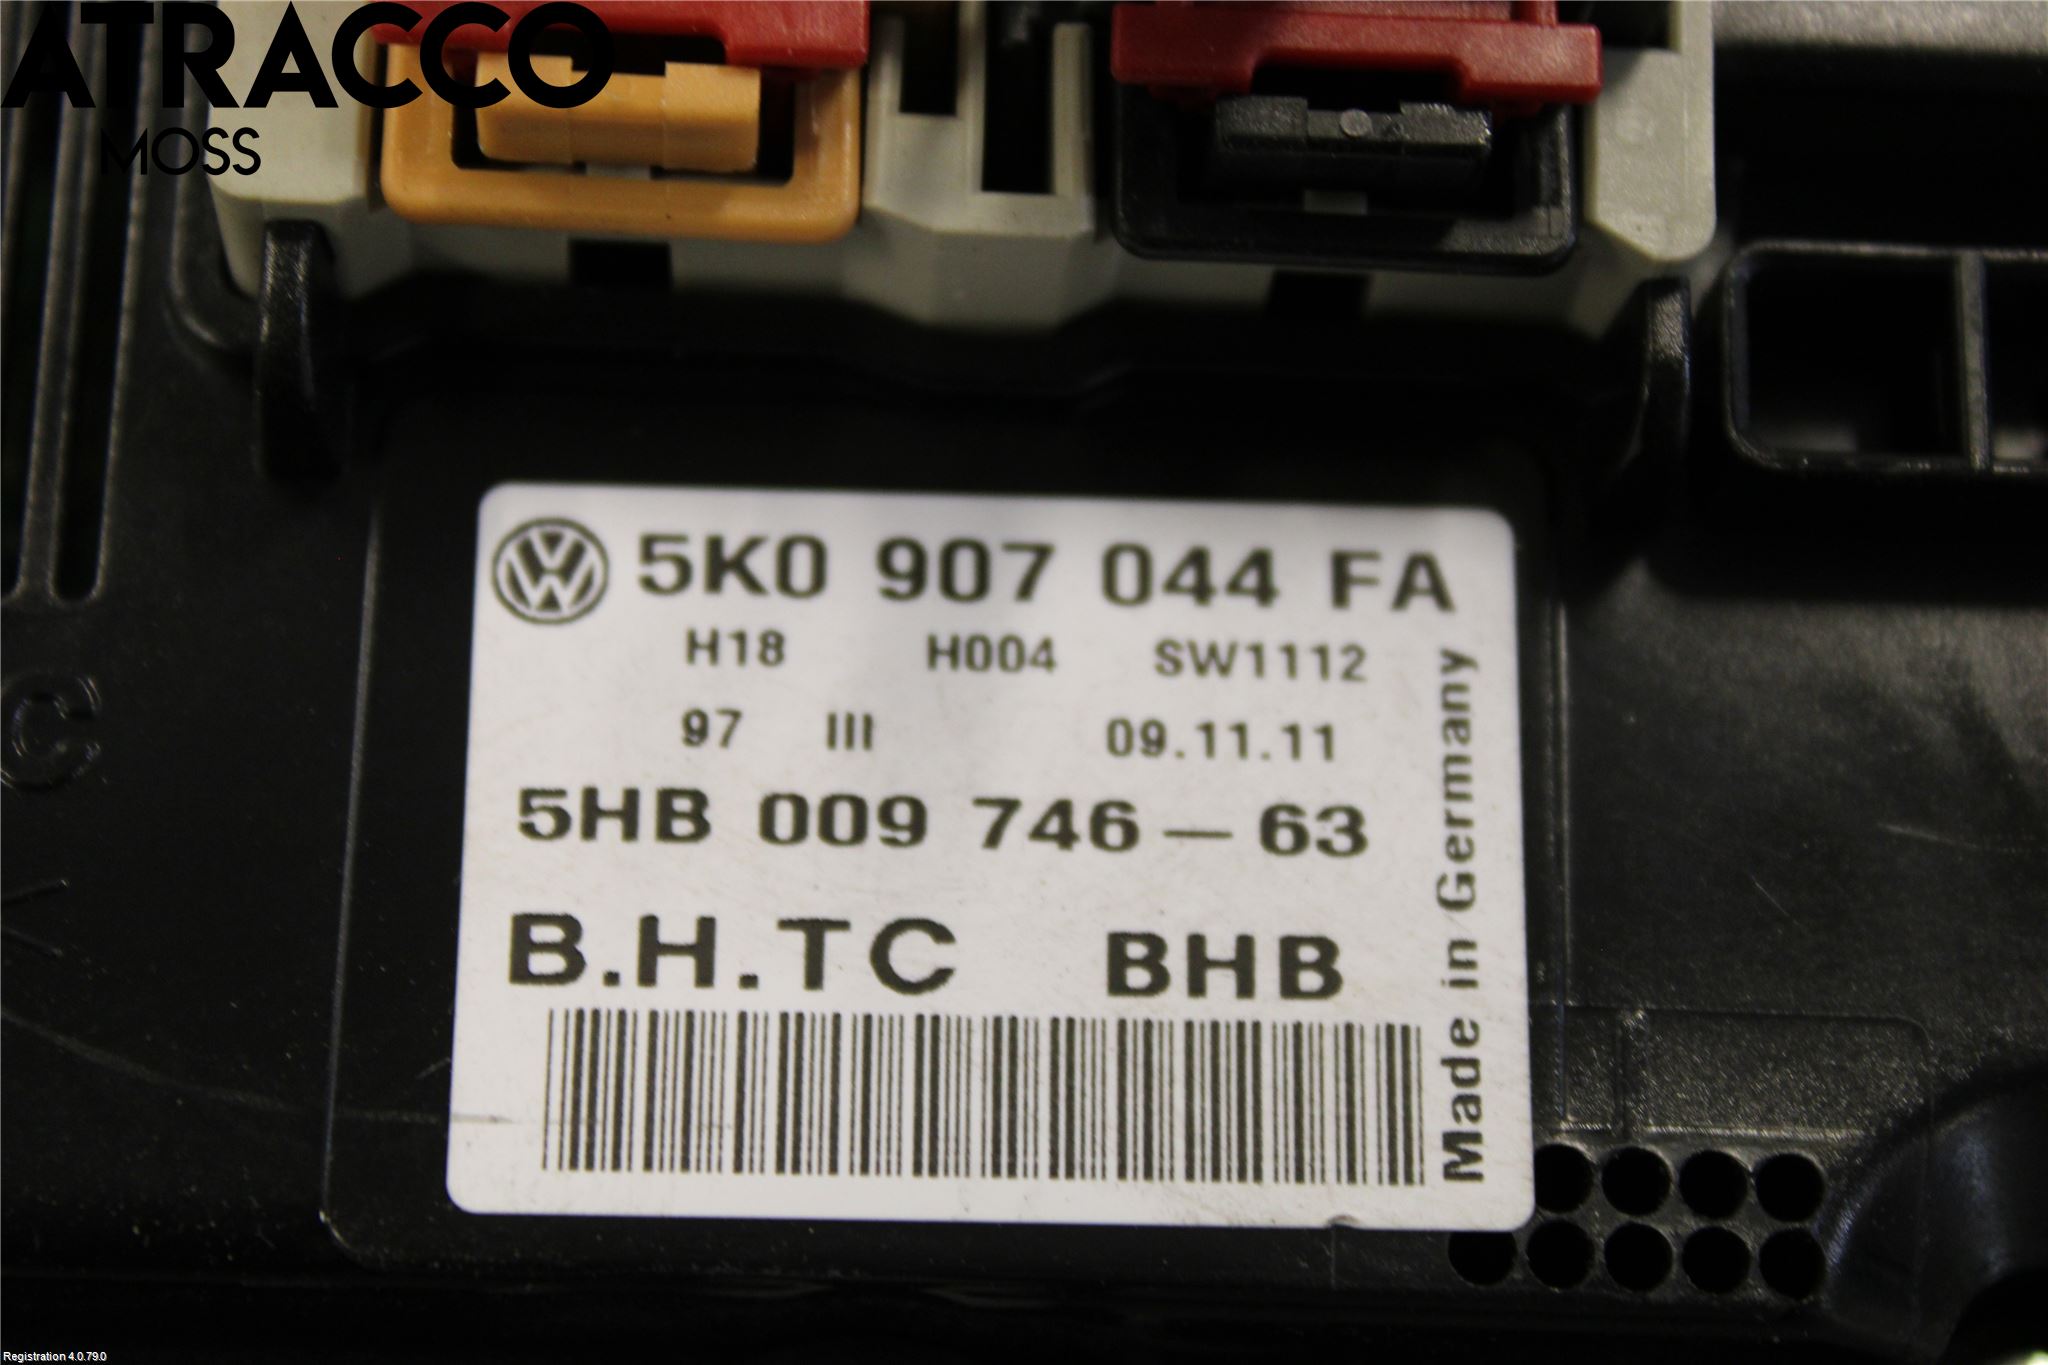 ATRACCO
MOSS
5K0 907 044 FA
H18 H004 SW1112
97 III 09.11.11
5HB 009 746 – 63
B.H.TC BHB
Made in Germany
C
Registration 4.0.79.0